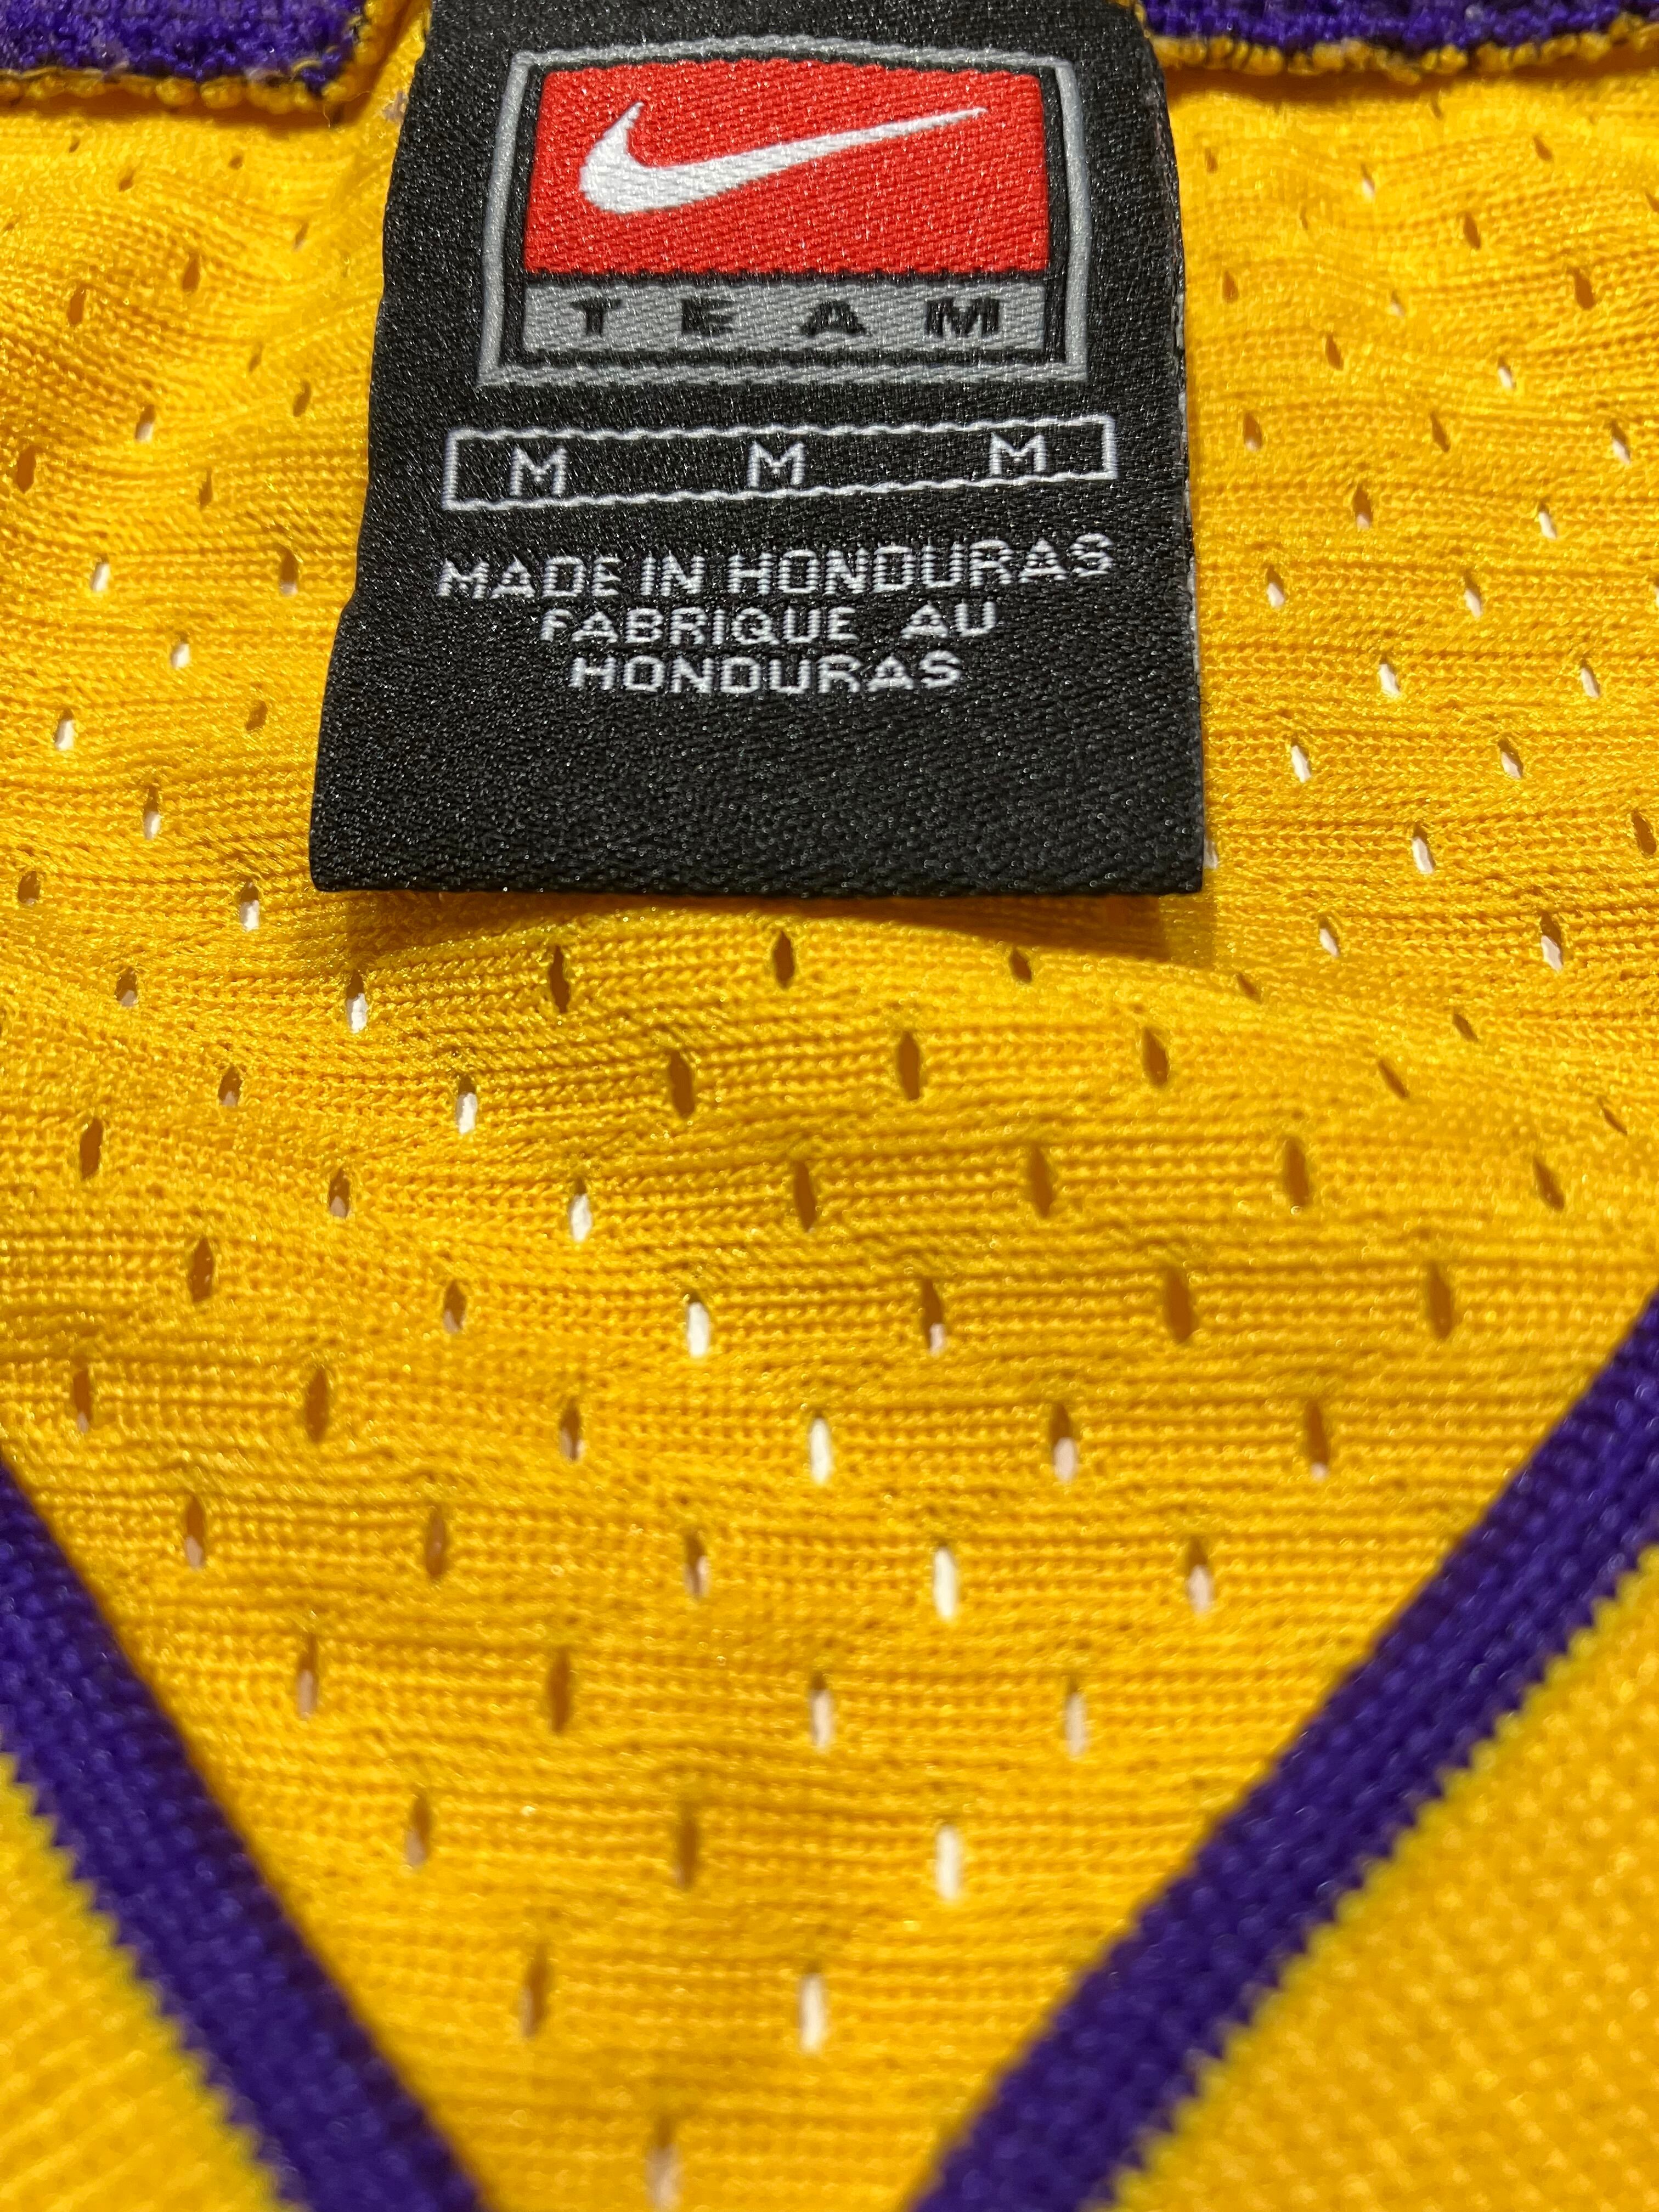 TEAM
M M M
MADE IN HONDURAS
FABRIQUE AU
HONDURAS